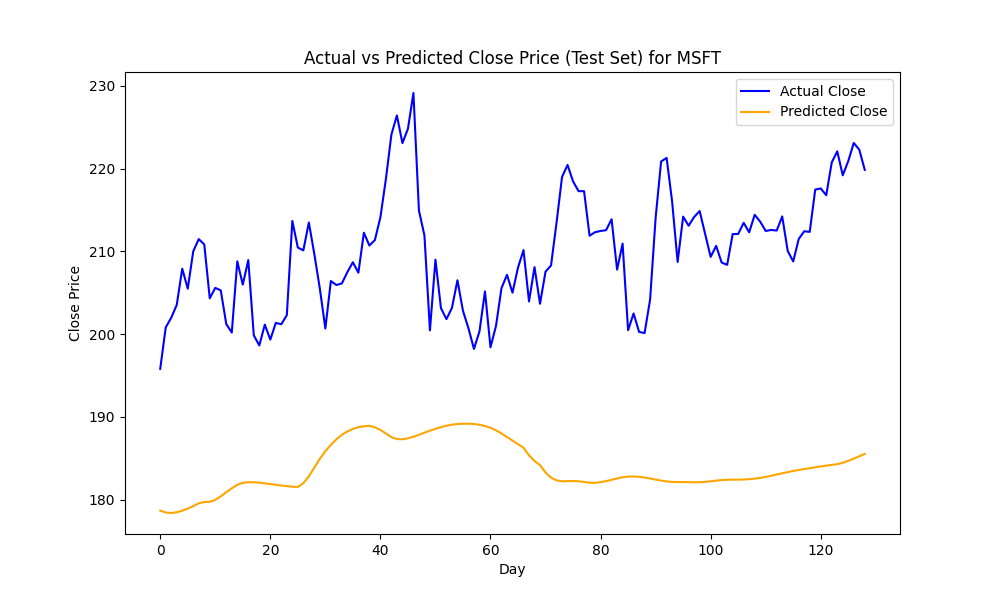 Actual vs Predicted Close Price (Test Set) for MSFT
Actual Close
Predicted Close
230
220
210
200
190
180
Close Price
0 20 40 60 80 100 120
Day